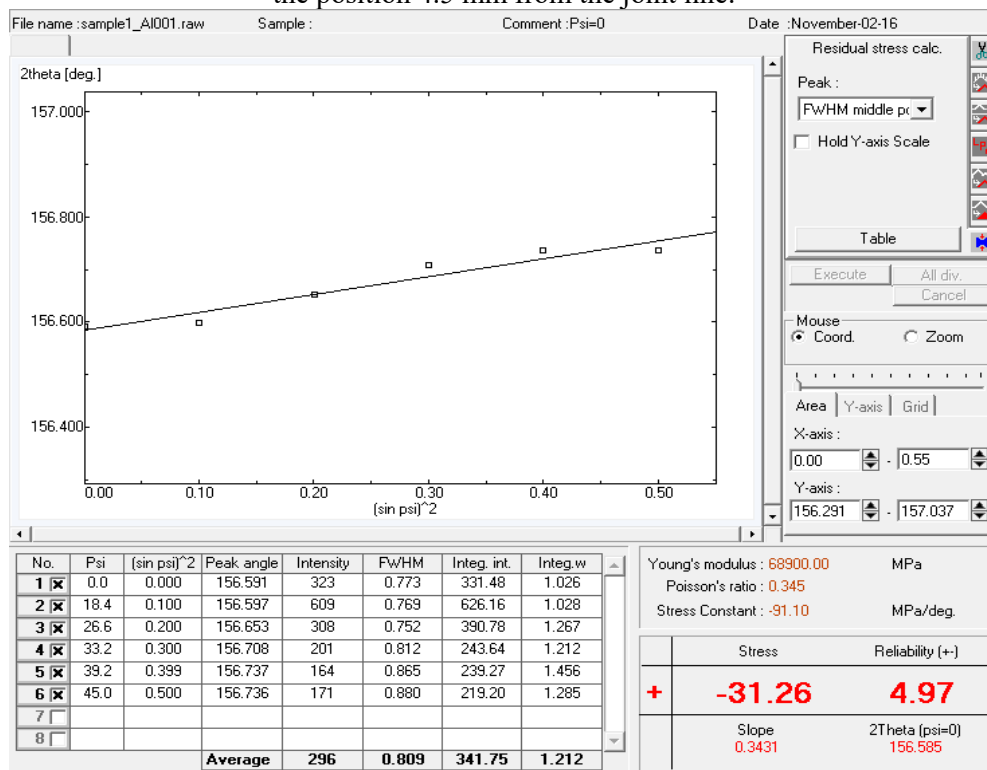 the position 4.5 mm from the joint line.
File name :sample1_Al001.raw Sample : Comment :Psi=0 Date :November-02-16
2theta [deg.]
157.000
156.800
156.600
156.400
0.00 0.10 0.20 0.30 0.40 0.50
(sin psi)^2
Residual stress calc.
Peak :
FWHM middle
Hold Y-axis Scale
Table
Execute All div.
Cancel
Mouse
Coord. Zoom
Area Y-axis Grid
X-axis :
0.00 - 0.55
Y-axis :
156.291 - 157.037
No. Psi (sin psi)^2 Peak angle Intensity FWHM Integ. int. Integ.w
1 0.0 0.000 156.591 323 0.773 331.48 1.026
2 18.4 0.100 156.597 609 0.769 626.16 1.028
3 26.6 0.200 156.653 308 0.752 390.78 1.267
4 33.2 0.300 156.708 201 0.812 243.64 1.212
5 39.2 0.399 156.737 164 0.865 239.27 1.456
6 45.0 0.500 156.736 171 0.880 219.20 1.285
7
8
Average 296 0.809 341.75 1.212
Young's modulus : 68900.00 MPa
Poisson's ratio : 0.345
Stress Constant : -91.10 MPa/deg.
Stress Reliability (+-)
+ -31.26 4.97
Slope 2Theta (psi=0)
0.3431 156.585